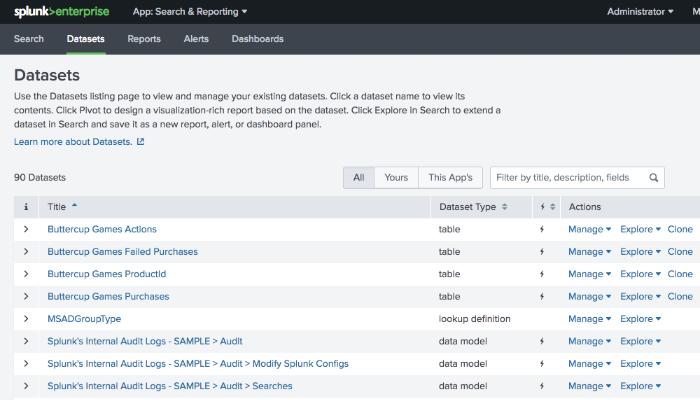 splunk>enterprise App: Search & Reporting Administrator M
Search Datasets Reports Alerts Dashboards
Datasets
Use the Datasets listing page to view and manage your existing datasets. Click a dataset name to view its
contents. Click Pivot to design a visualization-rich report based on the dataset. Click Explore in Search to extend a
dataset in Search and save it as a new report, alert, or dashboard panel.
Learn more about Datasets.
90 Datasets All Yours This App's Filter by title, description, fields
i Title Dataset Type Actions
Buttercup Games Actions table Manage Explore Clone
Buttercup Games Failed Purchases table Manage Explore Clone
Buttercup Games ProductId table Manage Explore Clone
Buttercup Games Purchases table Manage Explore Clone
MSADGroupType lookup definition Manage Explore
Splunk's Internal Audit Logs - SAMPLE > Audit data model Manage Explore
Splunk's Internal Audit Logs - SAMPLE > Audit > Modify Splunk Configs data model Manage Explore
Splunk's Internal Audit Logs - SAMPLE > Audit > Searches data model Manage Explore